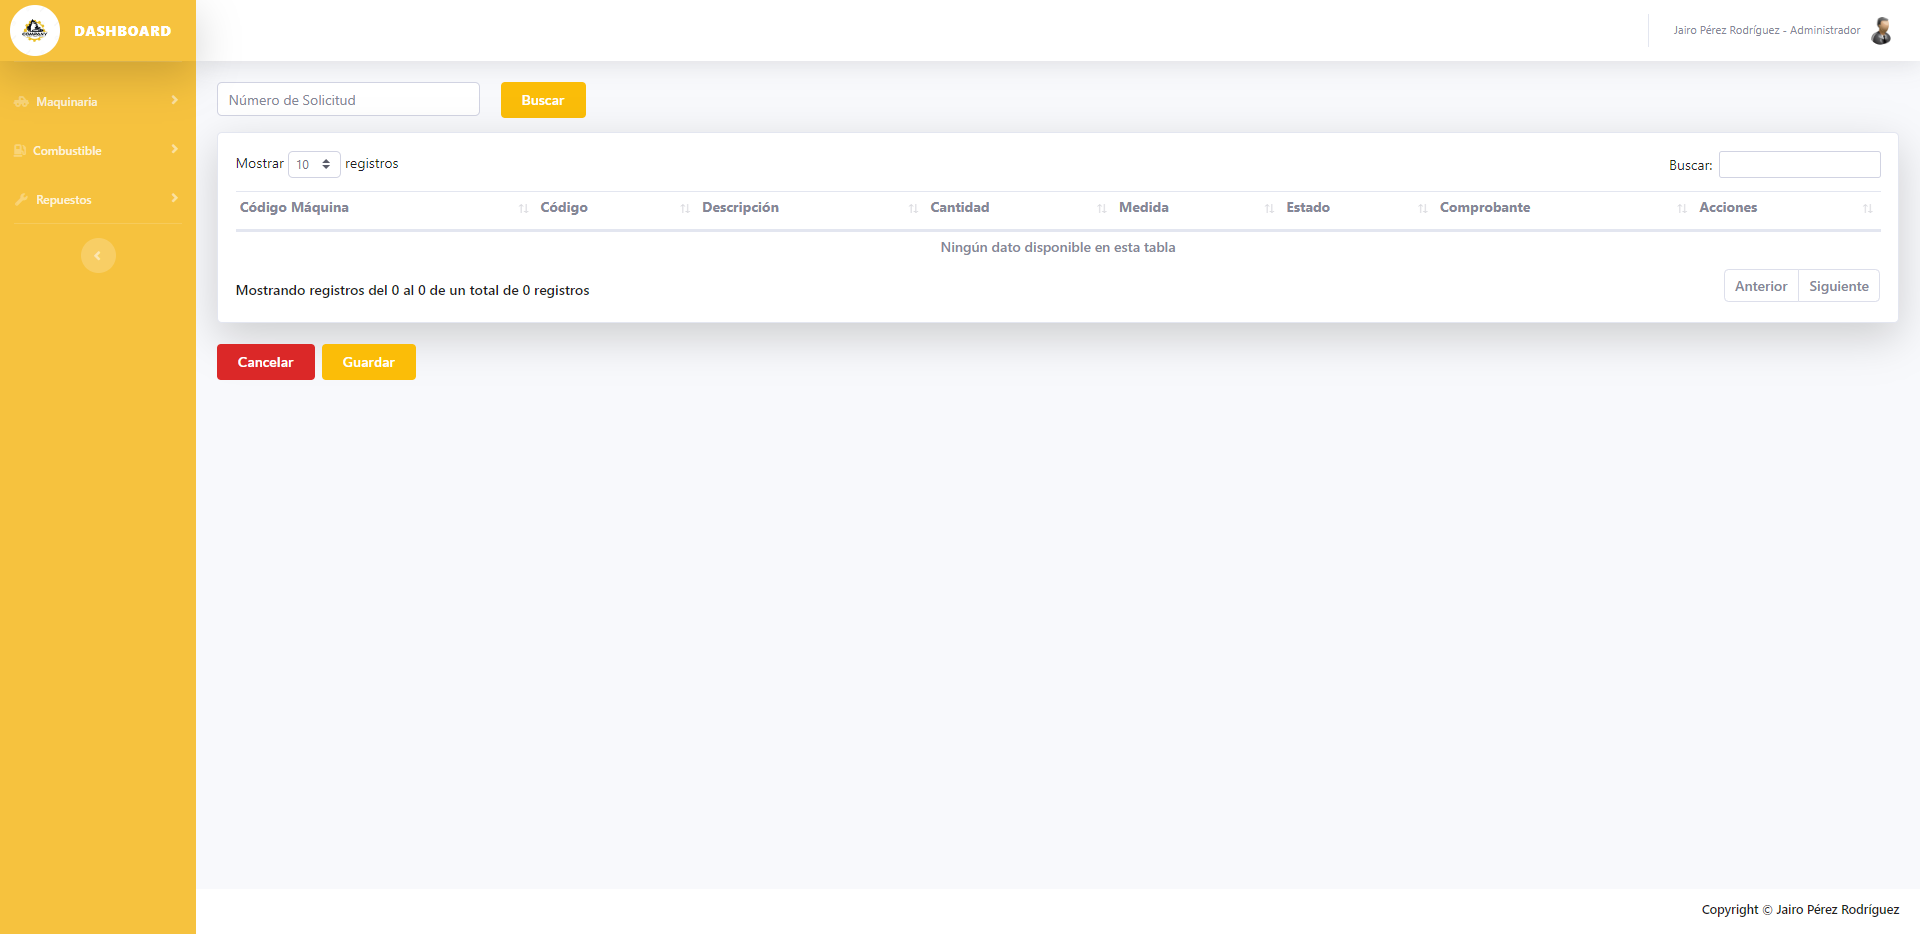 COMPANY
DASHBOARD
Jairo Pérez Rodríguez - Administrador
Maquinaria
Combustible
Repuestos
Número de Solicitud
Buscar
Mostrar 10 registros
Buscar:
Código Máquina Código Descripción Cantidad Medida Estado Comprobante Acciones
Ningún dato disponible en esta tabla
Mostrando registros del 0 al 0 de un total de 0 registros
Anterior Siguiente
Cancelar Guardar
Copyright © Jairo Pérez Rodríguez